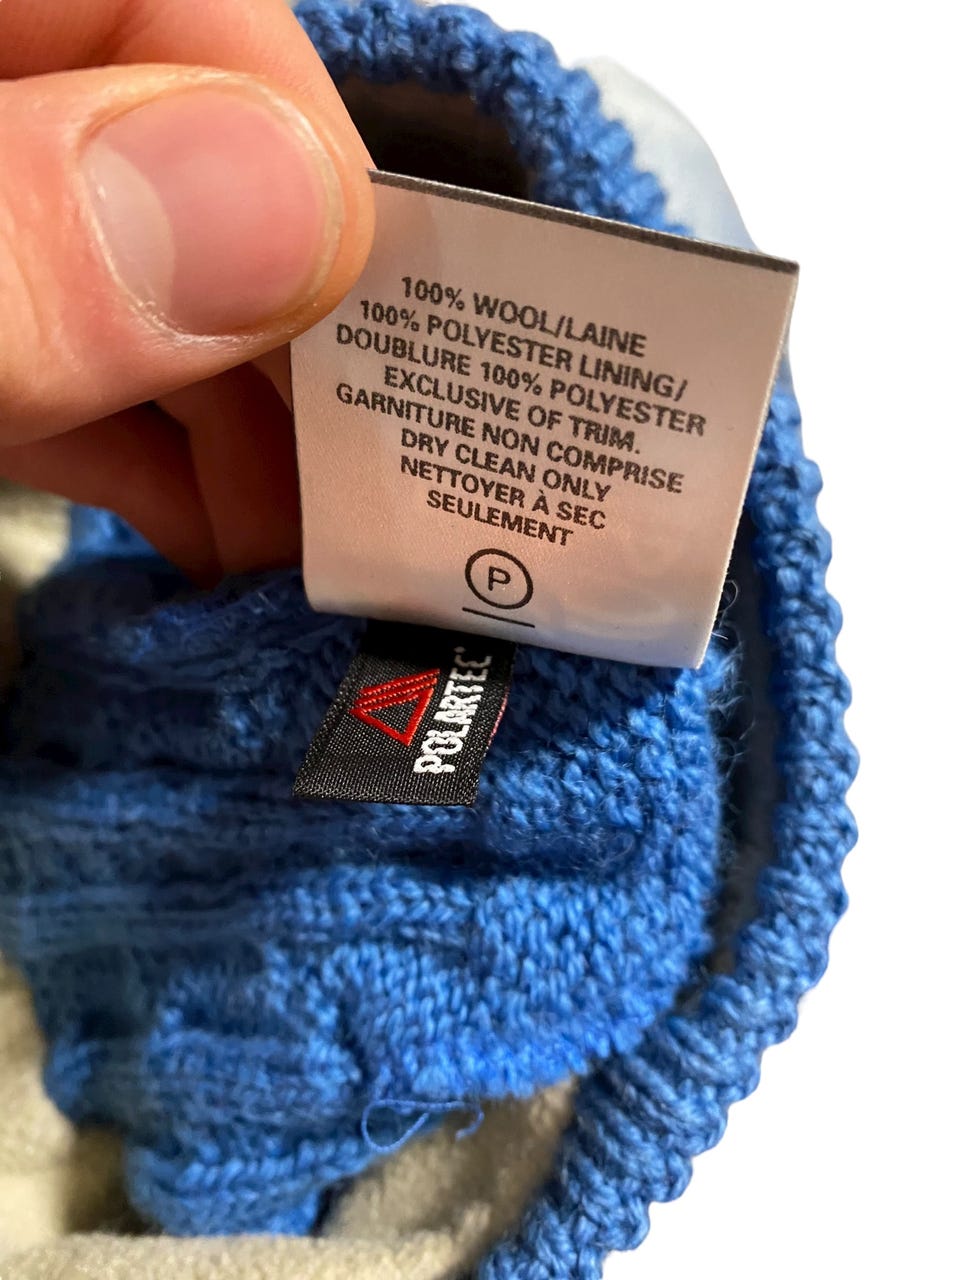 100% WOOL/LAINE
100% POLYESTER LINING/
DOUBLURE 100% POLYESTER
EXCLUSIVE OF TRIM.
GARNITURE NON COMPRISE
DRY CLEAN ONLY
NETTOYER À SEC
SEULEMENT
P
POLARTEC